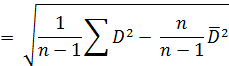 = √(1/(n − 1) ∑ D² − n/(n − 1) D̅²)